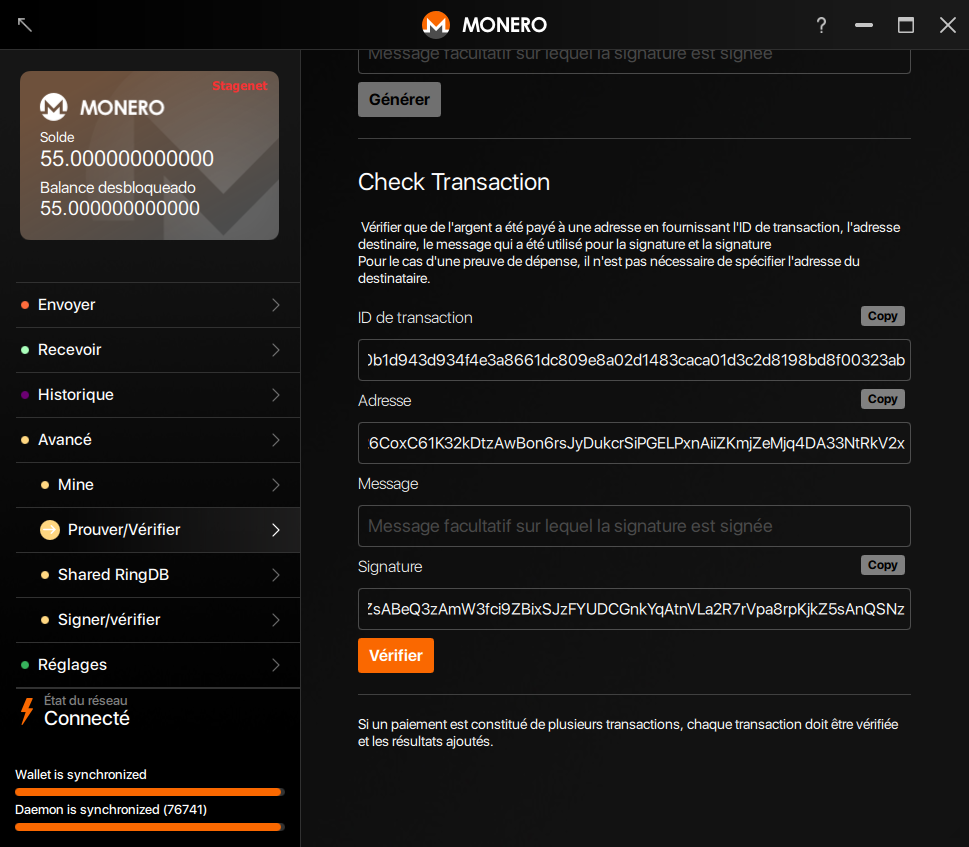 MONERO
?
Message facultatif sur lequel la signature est signée
Générer
Stagenet
MONERO
Solde
55.000000000000
Balance desbloqueado
55.000000000000
Envoyer
Recevoir
Historique
Avancé
Mine
Prouver/Vérifier
Shared RingDB
Signer/vérifier
Réglages
État du réseau
Connecté
Wallet is synchronized
Daemon is synchronized (76741)
Check Transaction
Vérifier que de l'argent a été payé à une adresse en fournissant l'ID de transaction, l'adresse
destinaire, le message qui a été utilisé pour la signature et la signature
Pour le cas d'une preuve de dépense, il n'est pas nécessaire de spécifier l'adresse du
destinataire.
ID de transaction
Copy
b1d943d934f4e3a8661dc809e8a02d1483caca01d3c2d8198bd8f00323ab
Adresse
Copy
6CoxC61K32kDtzAwBon6rsJyDukcrSiPGELPxnAiiZKmjZeMjq4DA33NtRkV2x
Message
Message facultatif sur lequel la signature est signée
Signature
Copy
ZsABeQ3zAmW3fci9ZBixSJzFYUDCGnkYqAtnVLa2R7rVpa8rpKjkZ5sAnQSNz
Vérifier
Si un paiement est constitué de plusieurs transactions, chaque transaction doit être vérifiée
et les résultats ajoutés.